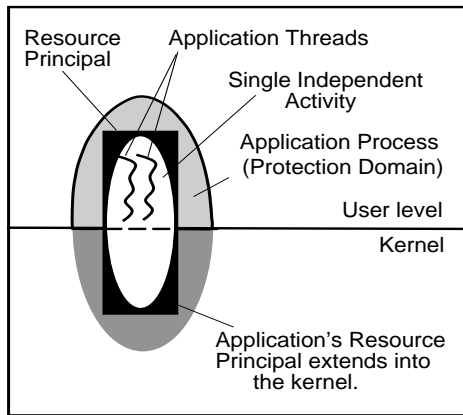 Resource
Principal
Application Threads
Single Independent
Activity
Application Process
(Protection Domain)
User level
Kernel
Application's Resource
Principal extends into
the kernel.